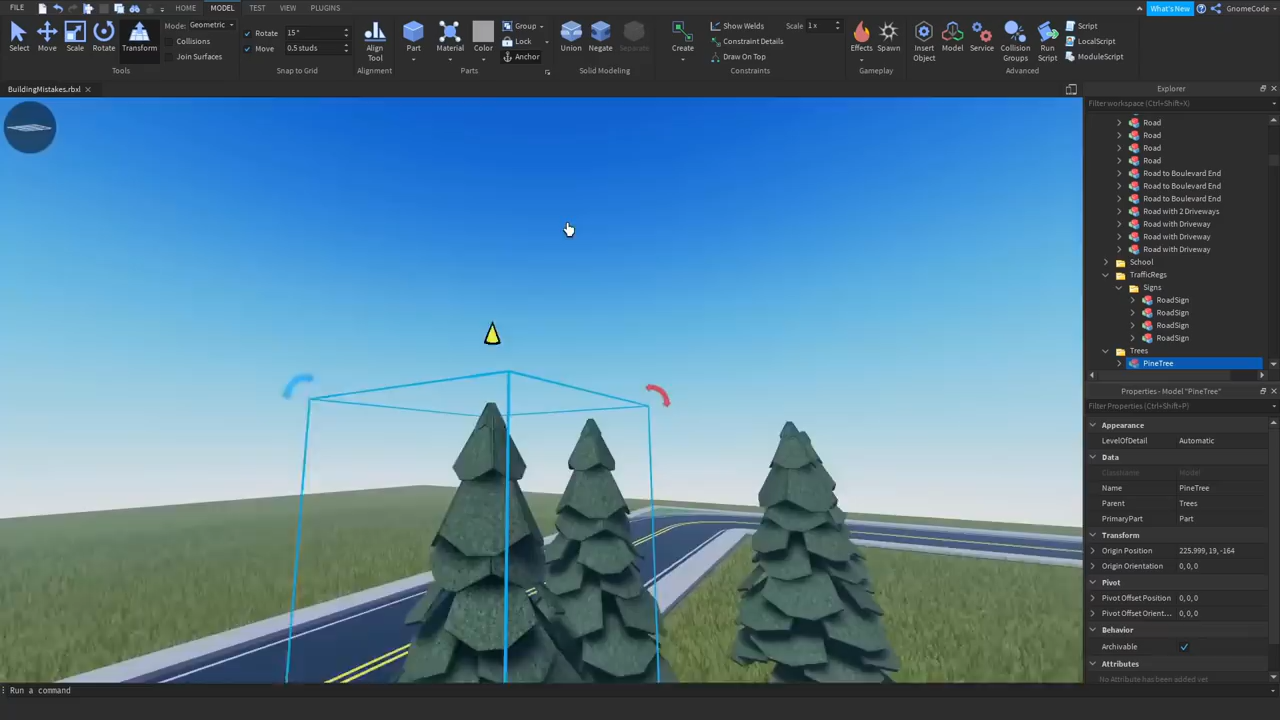 FILE
HOME
MODEL
TEST
VIEW
PLUGINS
What's New
GnomeCode
Select
Move
Scale
Rotate
Transform
Mode: Geometric
Collisions
Join Surfaces
Tools
Rotate 15 °
Move 0.5 studs
Snap to Grid
Align Tool
Alignment
Part
Material
Color
Group
Lock
Anchor
Parts
Union
Negate
Separate
Solid Modeling
Create
Show Welds
Constraint Details
Draw On Top
Scale 1 x
Constraints
Effects
Spawn
Gameplay
Insert Object
Model
Service
Collision Groups
Run Script
Script
LocalScript
ModuleScript
Advanced
BuildingMistakes.rbxl
Explorer
Filter workspace (Ctrl+Shift+X)
Road
Road
Road
Road
Road to Boulevard End
Road to Boulevard End
Road to Boulevard End
Road with 2 Driveways
Road with Driveway
Road with Driveway
Road with Driveway
School
TrafficRegs
Signs
RoadSign
RoadSign
RoadSign
RoadSign
Trees
PineTree
Properties - Model "PineTree"
Filter Properties (Ctrl+Shift+P)
Appearance
LevelOfDetail Automatic
Data
ClassName Model
Name PineTree
Parent Trees
PrimaryPart Part
Transform
Origin Position 225.999, 19, -164
Origin Orientation 0, 0, 0
Pivot
Pivot Offset Position 0, 0, 0
Pivot Offset Orient... 0, 0, 0
Behavior
Archivable
Attributes
No Attribute has been added yet
Run a command